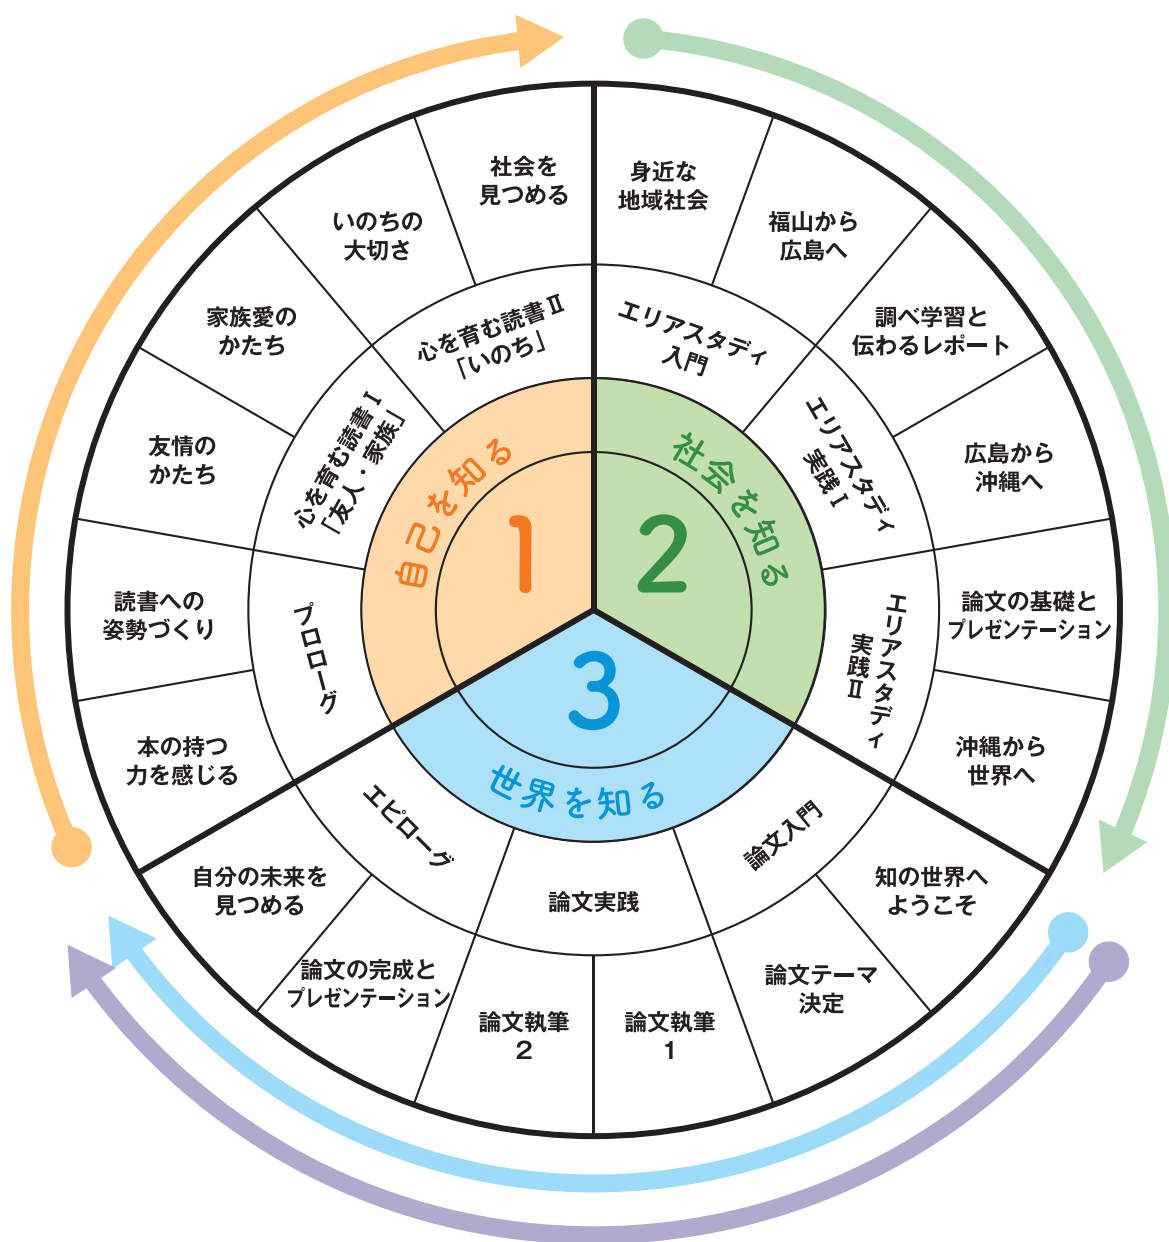 1
自己を知る
プロローグ
本の持つ
力を感じる
読書への
姿勢づくり
心を育む読書Ⅰ
「友人・家族」
友情の
かたち
家族愛の
かたち
心を育む読書Ⅱ
「いのち」
いのちの
大切さ
社会を
見つめる
2
社会を知る
エリアスタディ
入門
身近な
地域社会
福山から
広島へ
エリアスタディ
実践Ⅰ
調べ学習と
伝わるレポート
広島から
沖縄へ
エリアスタディ
実践Ⅱ
論文の基礎と
プレゼンテーション
沖縄から
世界へ
3
世界を知る
論文入門
知の世界へ
ようこそ
論文テーマ
決定
論文実践
論文執筆
1
論文執筆
2
エピローグ
論文の完成と
プレゼンテーション
自分の未来を
見つめる